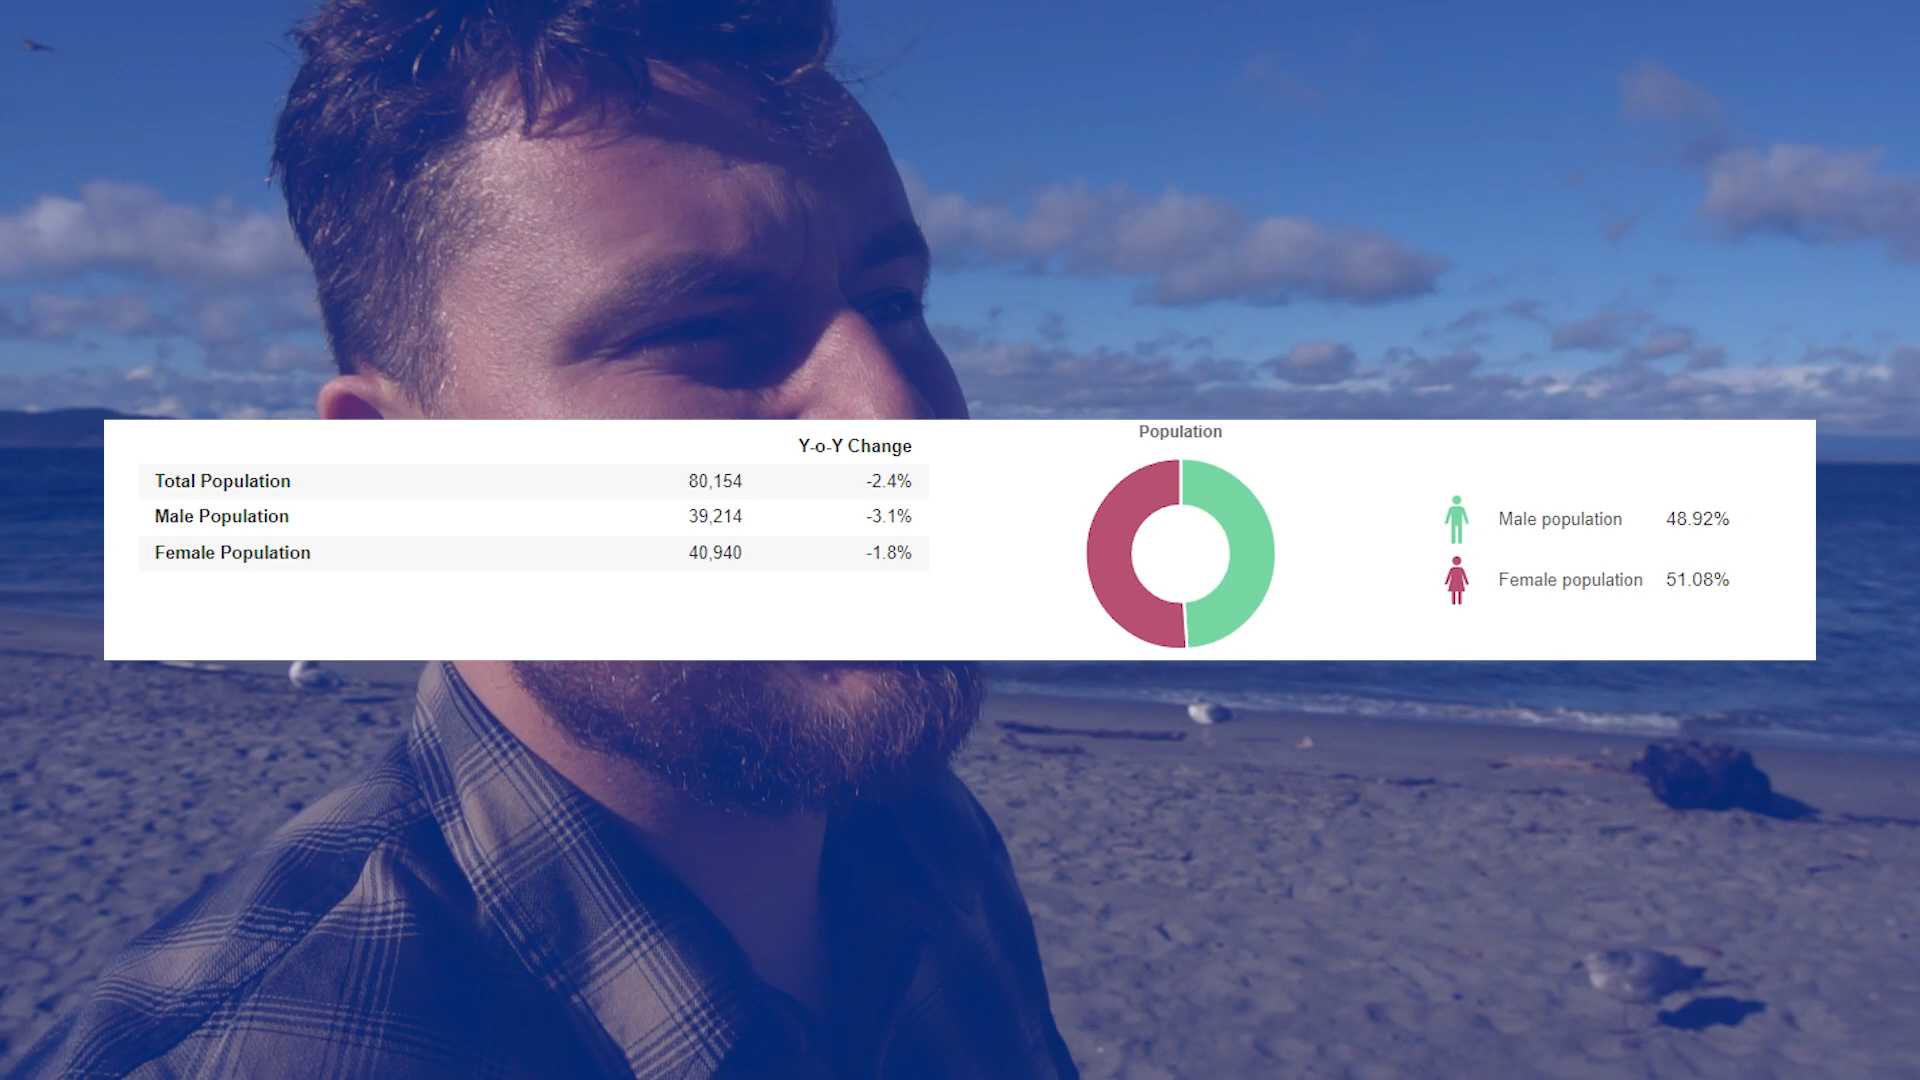 Y-o-Y Change
Total Population 80,154 -2.4%
Male Population 39,214 -3.1%
Female Population 40,940 -1.8%
Population
Male population 48.92%
Female population 51.08%